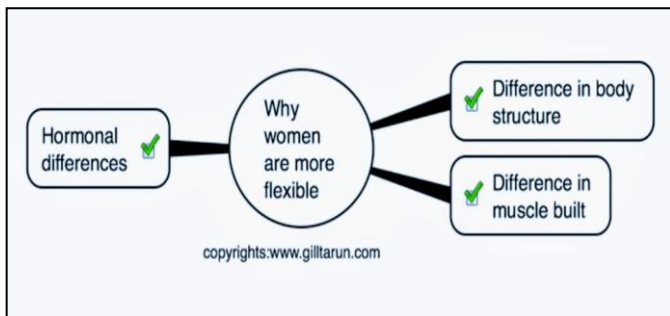 Hormonal
differences
Why
women
are more
flexible
Difference in body
structure
Difference in
muscle built
copyrights:www.gilltarun.com